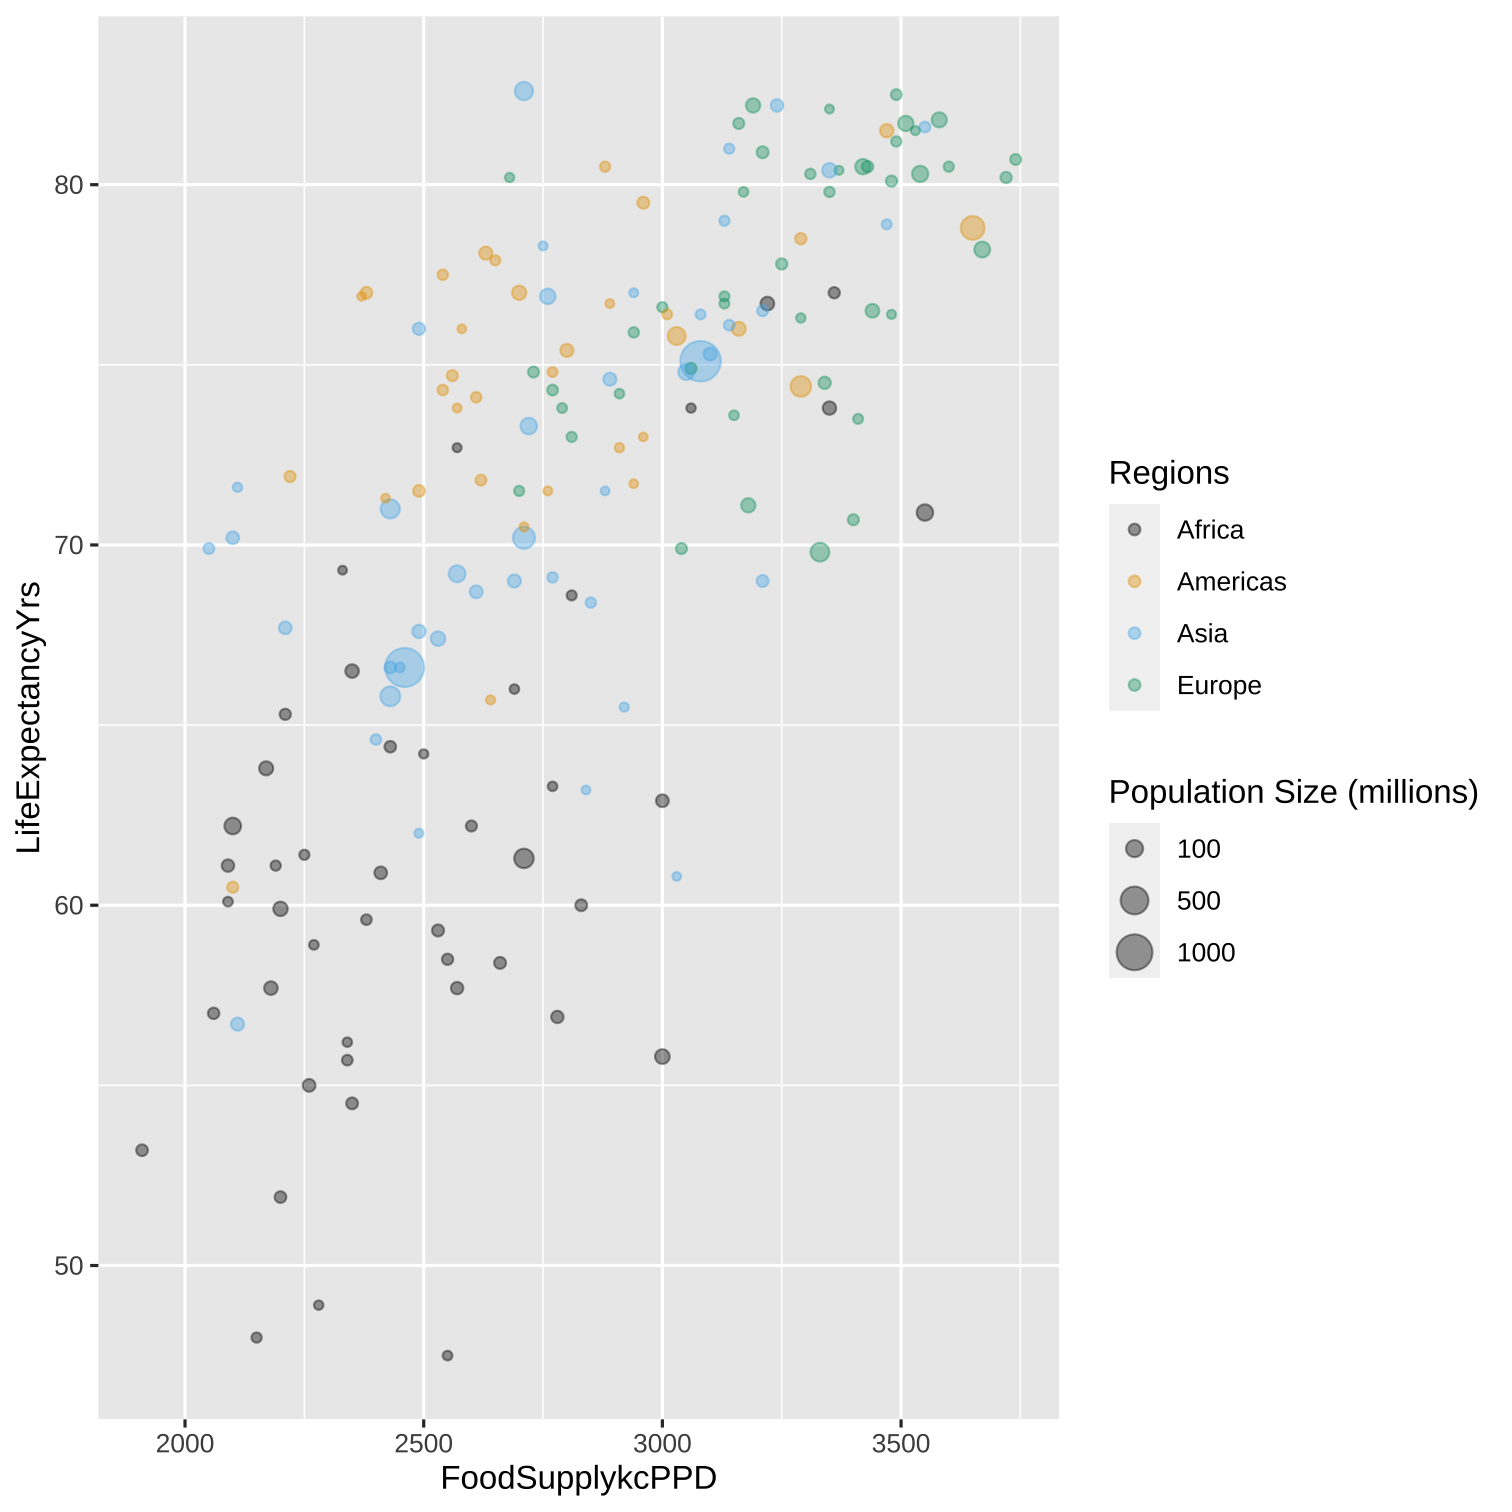 80
70
60
50
LifeExpectancyYrs
2000 2500 3000 3500
FoodSupplykcPPD
Regions
Africa
Americas
Asia
Europe
Population Size (millions)
100
500
1000